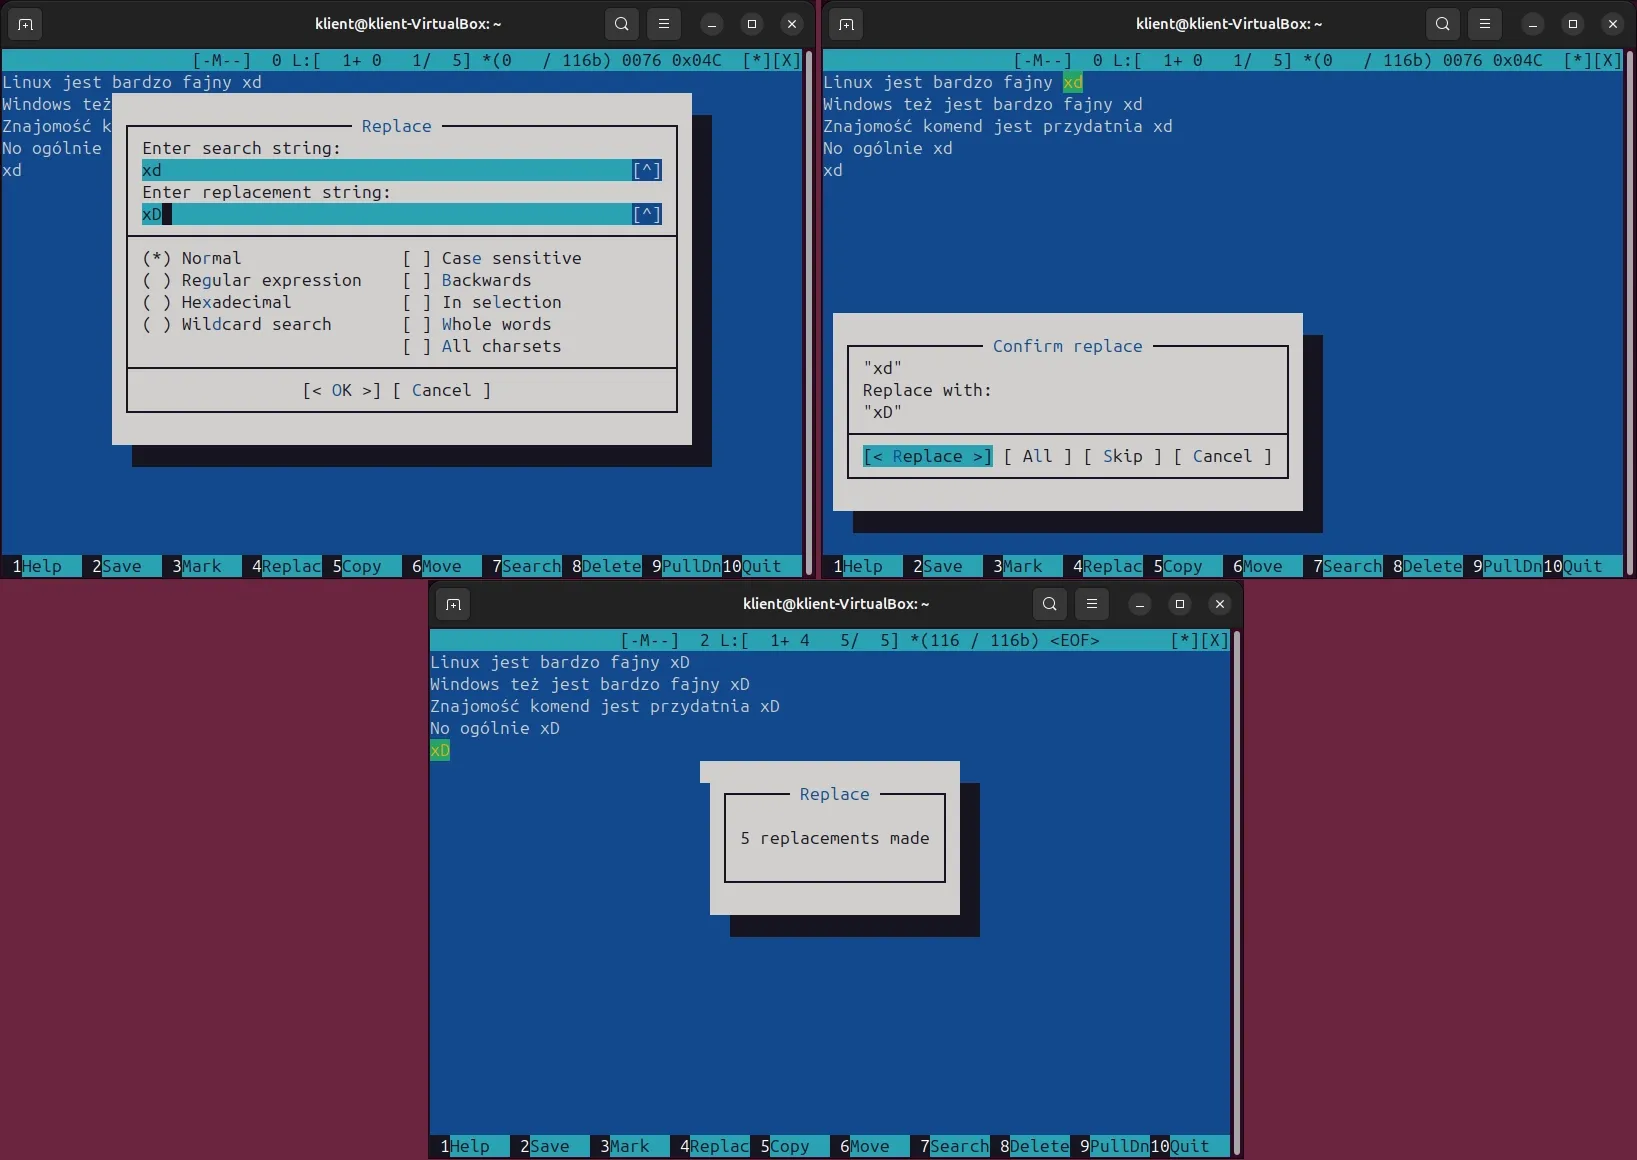 klient@klient-VirtualBox: ~
[-M--]  0 L:[  1+ 0   1/  5] *(0   / 116b) 0076 0x04C  [*][X]
Linux jest bardzo fajny xd
Windows też
Znajomość k
No ogólnie
xd
Replace
Enter search string:
xd [^]
Enter replacement string:
xD [^]
(*) Normal [ ] Case sensitive
( ) Regular expression [ ] Backwards
( ) Hexadecimal [ ] In selection
( ) Wildcard search [ ] Whole words
[ ] All charsets
[< OK >] [ Cancel ]
1Help 2Save 3Mark 4Replac 5Copy 6Move 7Search 8Delete 9PullDn 10Quit
klient@klient-VirtualBox: ~
[-M--]  0 L:[  1+ 0   1/  5] *(0   / 116b) 0076 0x04C  [*][X]
Linux jest bardzo fajny xd
Windows też jest bardzo fajny xd
Znajomość komend jest przydatnia xd
No ogólnie xd
xd
Confirm replace
"xd"
Replace with:
"xD"
[< Replace >] [ All ] [ Skip ] [ Cancel ]
1Help 2Save 3Mark 4Replac 5Copy 6Move 7Search 8Delete 9PullDn 10Quit
klient@klient-VirtualBox: ~
[-M--]  2 L:[  1+ 4   5/  5] *(116 / 116b) <EOF>  [*][X]
Linux jest bardzo fajny xD
Windows też jest bardzo fajny xD
Znajomość komend jest przydatnia xD
No ogólnie xD
xD
Replace
5 replacements made
1Help 2Save 3Mark 4Replac 5Copy 6Move 7Search 8Delete 9PullDn 10Quit